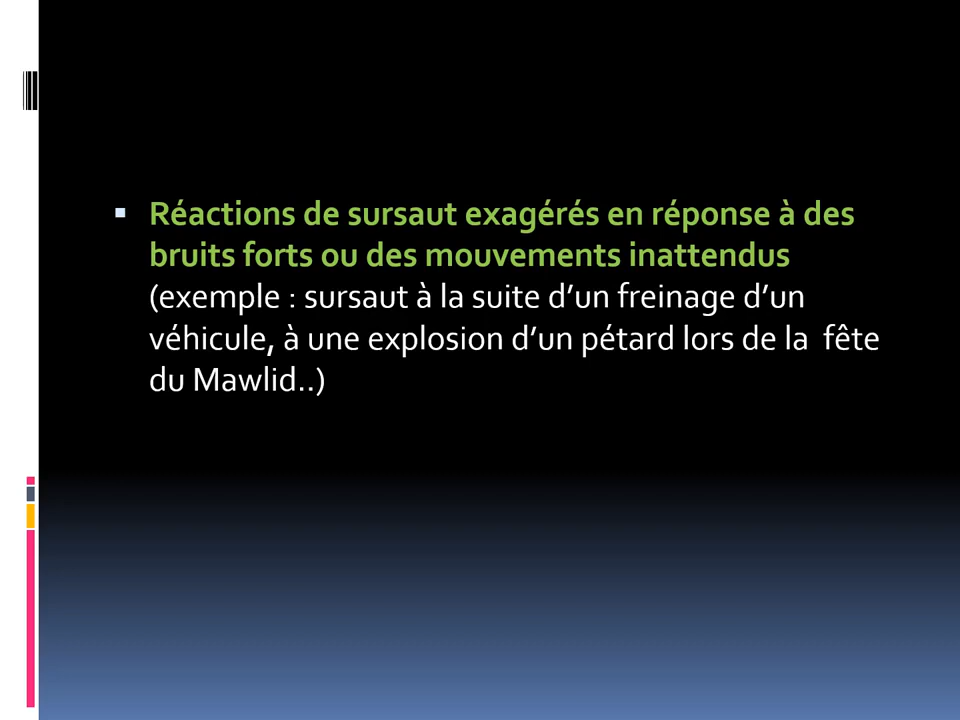 ▪ Réactions de sursaut exagérés en réponse à des
bruits forts ou des mouvements inattendus
(exemple : sursaut à la suite d’un freinage d’un
véhicule, à une explosion d’un pétard lors de la  fête
du Mawlid..)